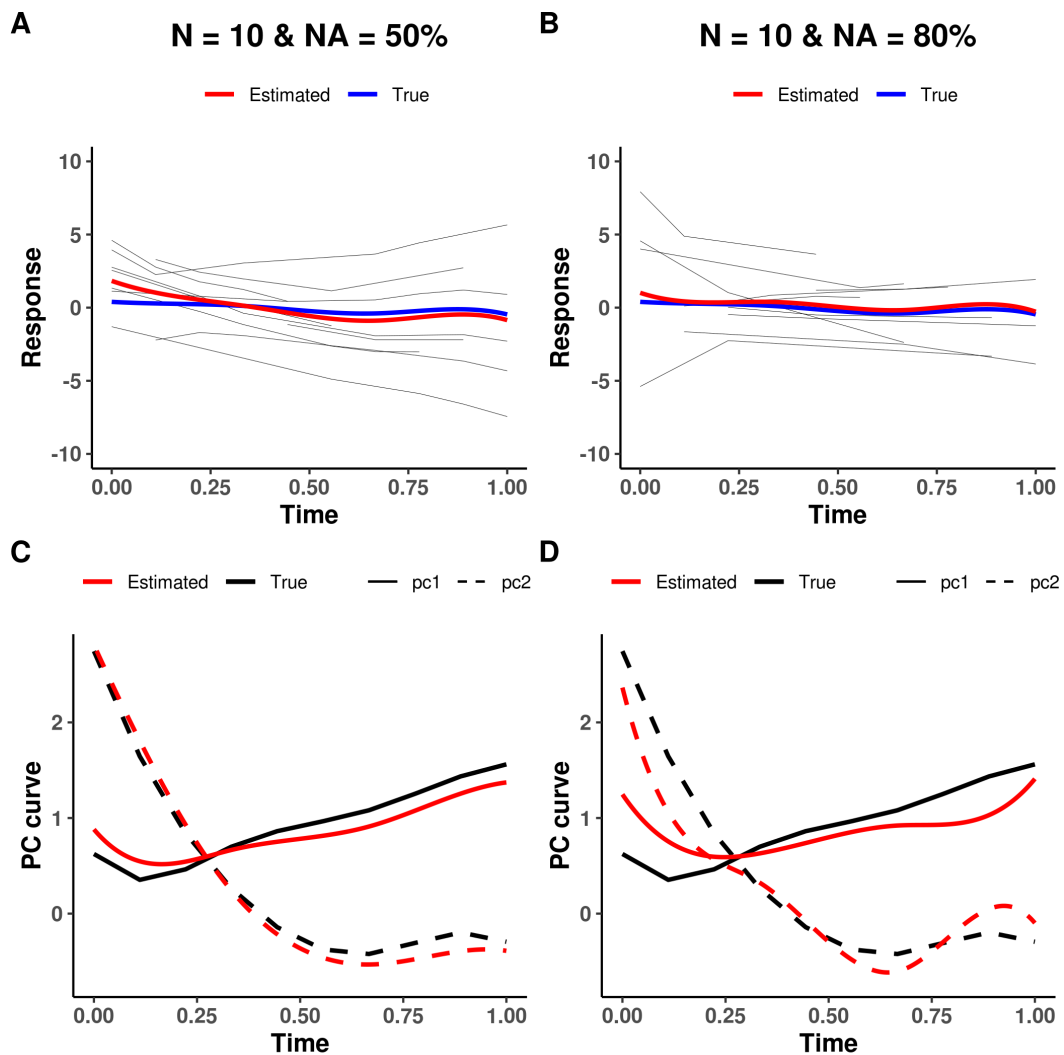 A
N = 10 & NA = 50%
Estimated True
10
5
0
-5
-10
Response
0.00 0.25 0.50 0.75 1.00
Time
B
N = 10 & NA = 80%
Estimated True
10
5
0
-5
-10
Response
0.00 0.25 0.50 0.75 1.00
Time
C
Estimated True pc1 pc2
2
1
0
PC curve
0.00 0.25 0.50 0.75 1.00
Time
D
Estimated True pc1 pc2
2
1
0
PC curve
0.00 0.25 0.50 0.75 1.00
Time